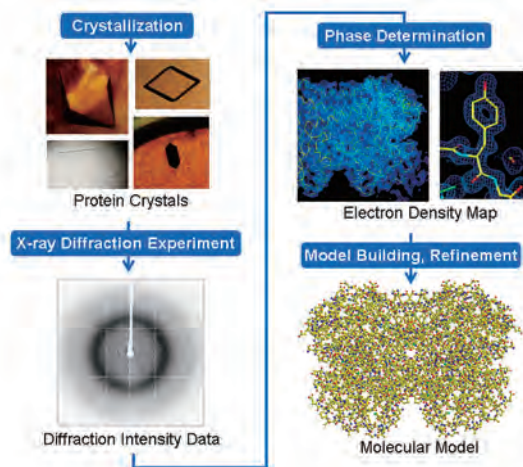 Crystallization
Protein Crystals
X-ray Diffraction Experiment
Diffraction Intensity Data
Phase Determination
Electron Density Map
Model Building, Refinement
Molecular Model